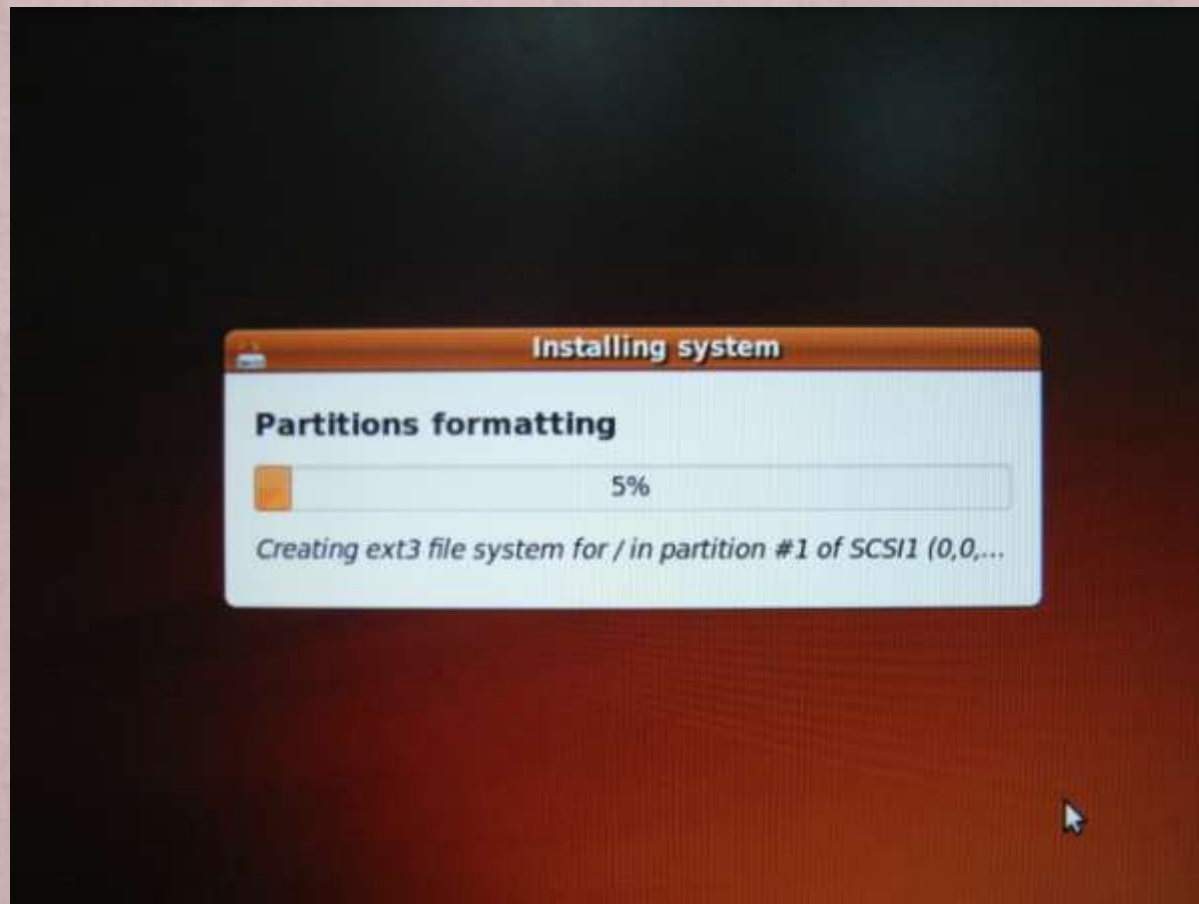 Installing system
Partitions formatting
5%
Creating ext3 file system for / in partition #1 of SCSI1 (0,0,...